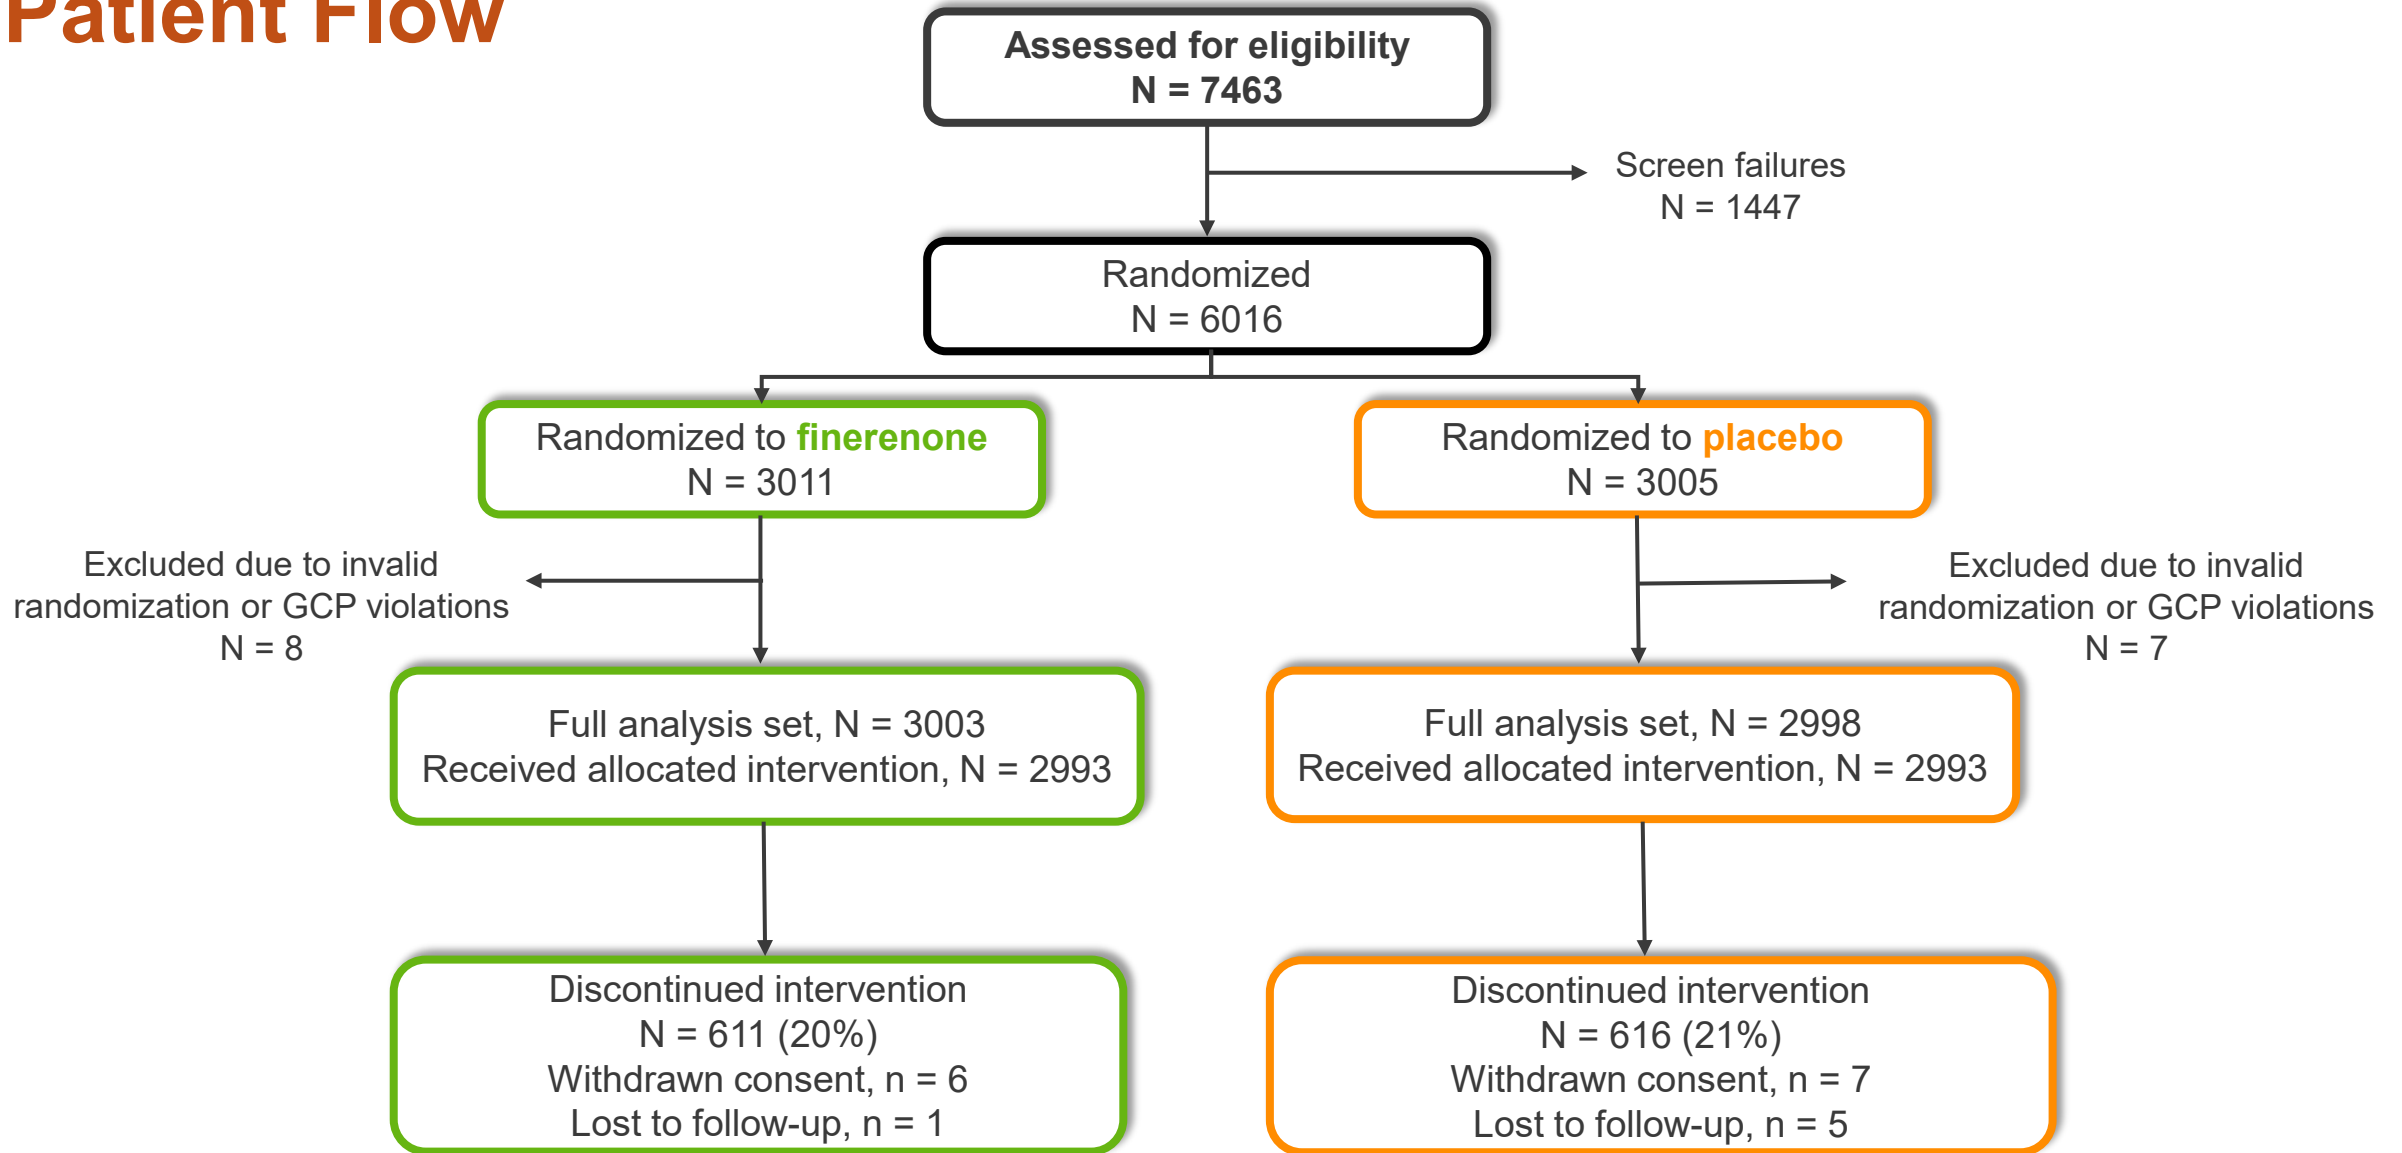 Patient Flow
Assessed for eligibility
N = 7463
Screen failures
N = 1447
Randomized
N = 6016
Randomized to finerenone
N = 3011
Randomized to placebo
N = 3005
Excluded due to invalid
randomization or GCP violations
N = 8
Excluded due to invalid
randomization or GCP violations
N = 7
Full analysis set, N = 3003
Received allocated intervention, N = 2993
Full analysis set, N = 2998
Received allocated intervention, N = 2993
Discontinued intervention
N = 611 (20%)
Withdrawn consent, n = 6
Lost to follow-up, n = 1
Discontinued intervention
N = 616 (21%)
Withdrawn consent, n = 7
Lost to follow-up, n = 5